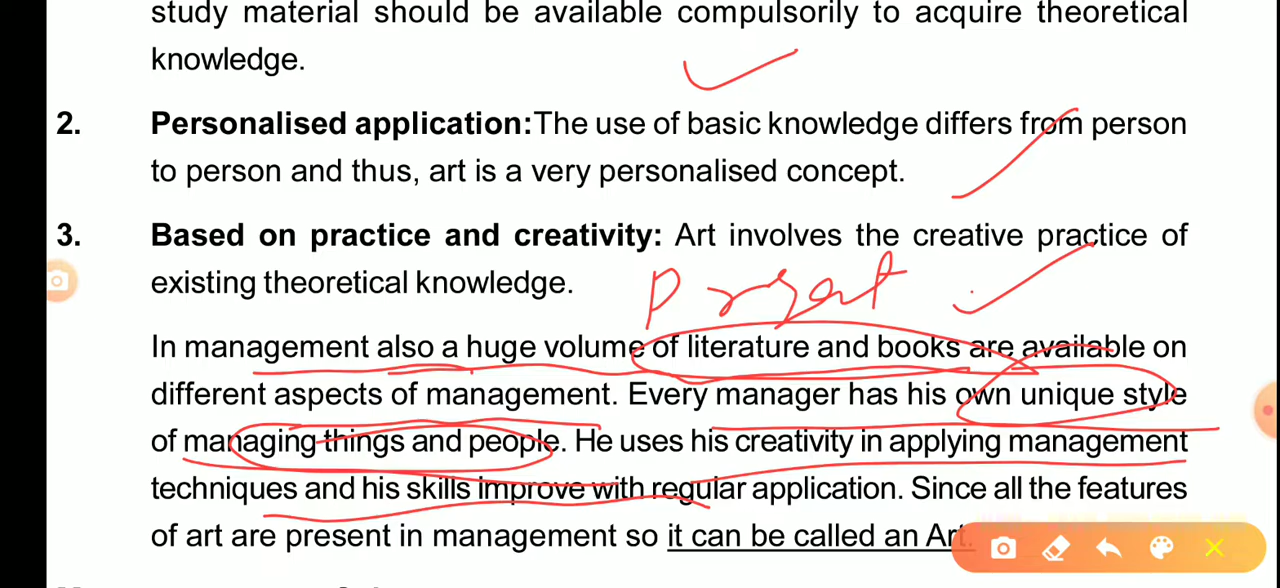 study material should be available compulsorily to acquire theoretical
knowledge.
2. Personalised application:The use of basic knowledge differs from person
to person and thus, art is a very personalised concept.
3. Based on practice and creativity: Art involves the creative practice of
existing theoretical knowledge.
In management also a huge volume of literature and books are available on
different aspects of management. Every manager has his own unique style
of managing things and people. He uses his creativity in applying management
techniques and his skills improve with regular application. Since all the features
of art are present in management so it can be called an Art.